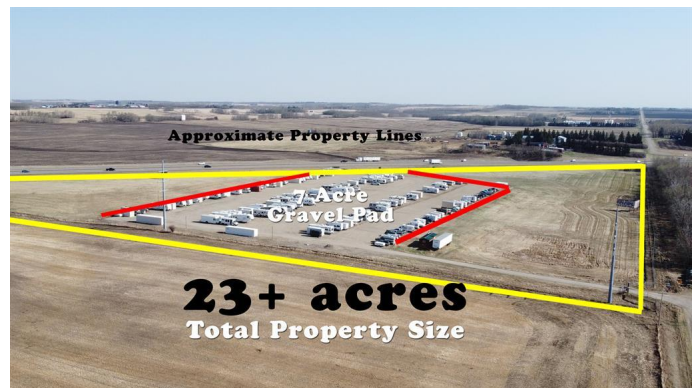 Approximate Property Lines
7 Acre
Gravel Pad
23+ acres
Total Property Size